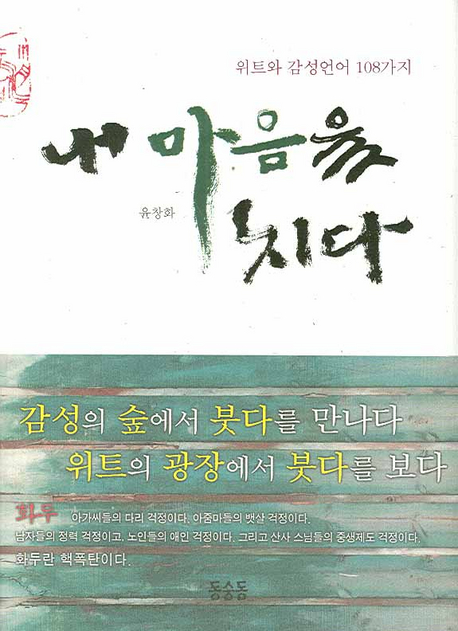 위트와 감성언어 108가지
내 마음을
윤창화
감성의 숲에서 붓다를 만나다
위트의 광장에서 붓다를 보다
화두 아가씨들의 다리 걱정이다. 아줌마들의 뱃살 걱정이다.
남자들의 정력 걱정이고, 노인들의 애인 걱정이다. 그리고 산사 스님들의 중생제도 걱정이다.
화두란 핵폭탄이다.
동숭동